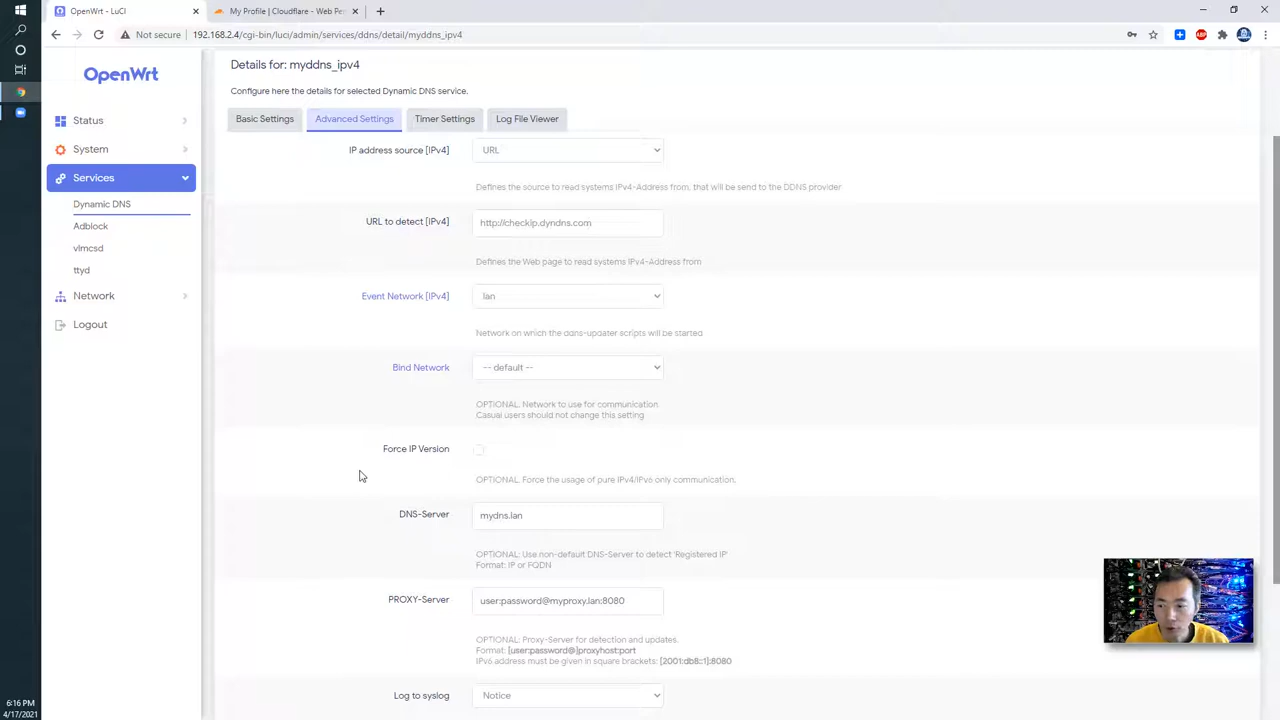 OpenWrt - LuCI
My Profile | Cloudflare - Web Pe
Not secure
192.168.2.4/cgi-bin/luci/admin/services/ddns/detail/myddns_ipv4
ABP
OpenWrt
Status
System
Services
Dynamic DNS
Adblock
vlmcsd
ttyd
Network
Logout
Details for: myddns_ipv4
Configure here the details for selected Dynamic DNS service.
Basic Settings
Advanced Settings
Timer Settings
Log File Viewer
IP address source [IPv4]
URL
Defines the source to read systems IPv4-Address from, that will be send to the DDNS provider
URL to detect [IPv4]
http://checkip.dyndns.com
Defines the Web page to read systems IPv4-Address from
Event Network [IPv4]
lan
Network on which the ddns-updater scripts will be started
Bind Network
-- default --
OPTIONAL: Network to use for communication
Casual users should not change this setting
Force IP Version
OPTIONAL: Force the usage of pure IPv4/IPv6 only communication.
DNS-Server
mydns.lan
OPTIONAL: Use non-default DNS-Server to detect 'Registered IP'
Format: IP or FQDN
PROXY-Server
user:password@myproxy.lan:8080
OPTIONAL: Proxy-Server for detection and updates.
Format: [user:password@]proxyhost:port
IPv6 address must be given in square brackets: [2001:db8::1]:8080
Log to syslog
Notice
6:16 PM
4/17/2021